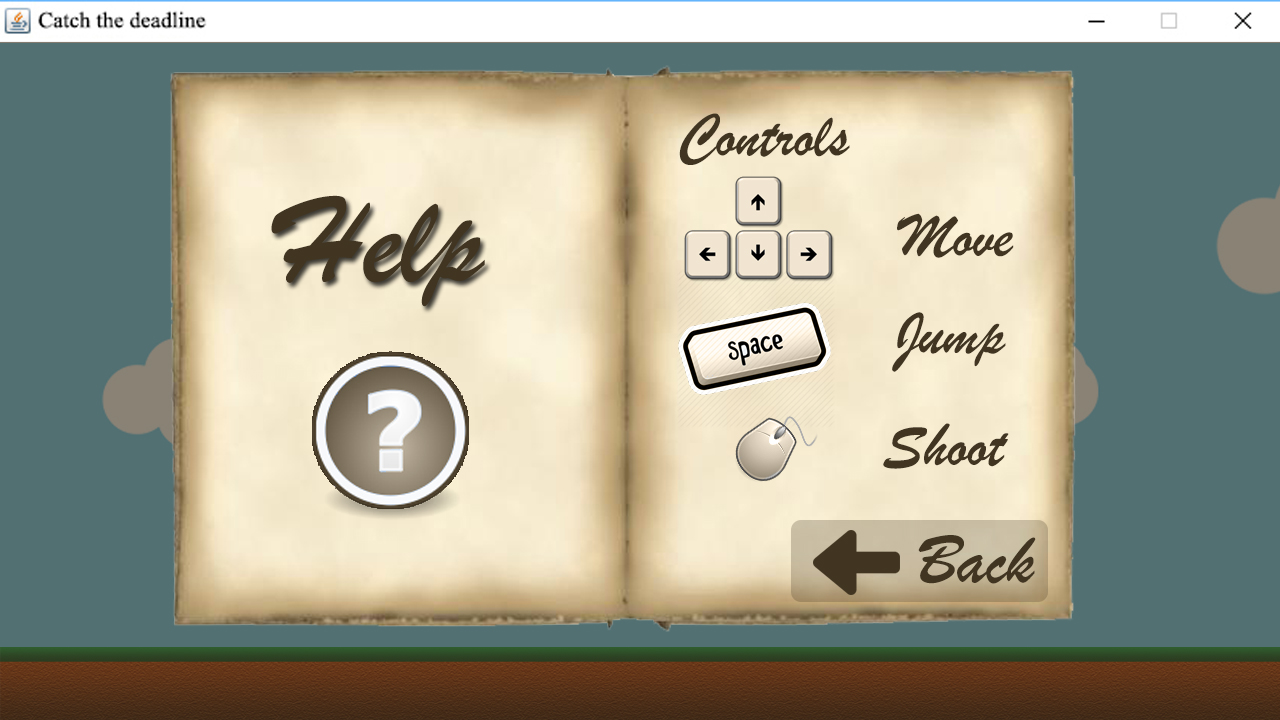 Catch the deadline
Help
?
Controls
Move
space
Jump
Shoot
Back